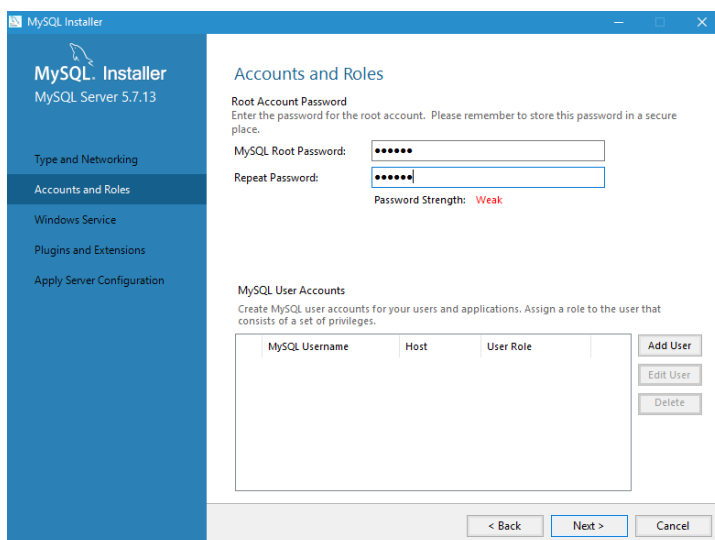 MySQL Installer
MySQL. Installer
MySQL Server 5.7.13
Type and Networking
Accounts and Roles
Windows Service
Plugins and Extensions
Apply Server Configuration
Accounts and Roles
Root Account Password
Enter the password for the root account. Please remember to store this password in a secure
place.
MySQL Root Password: ●●●●●●
Repeat Password: ●●●●●●
Password Strength: Weak
MySQL User Accounts
Create MySQL user accounts for your users and applications. Assign a role to the user that
consists of a set of privileges.
MySQL Username Host User Role
Add User
Edit User
Delete
< Back Next > Cancel